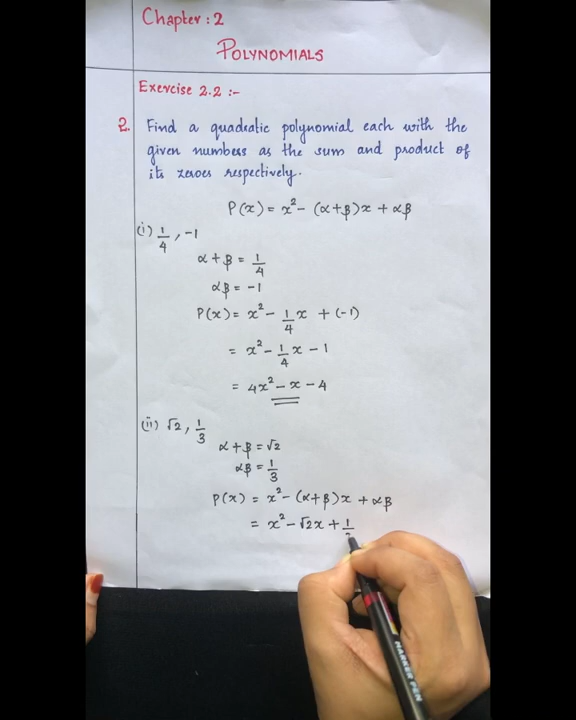 Chapter : 2
POLYNOMIALS
Exercise 2.2 :-
2. Find a quadratic polynomial each with the
given numbers as the sum and product of
its zeroes respectively.
P(x) = x² - (α+β)x + αβ
(i) 1/4, -1
α + β = 1/4
αβ = -1
P(x) = x² - 1/4 x + (-1)
= x² - 1/4 x - 1
= 4x² - x - 4
(ii) √2, 1/3
α + β = √2
αβ = 1/3
P(x) = x² - (α+β)x + αβ
= x² - √2x + 1/
MARKER PEN